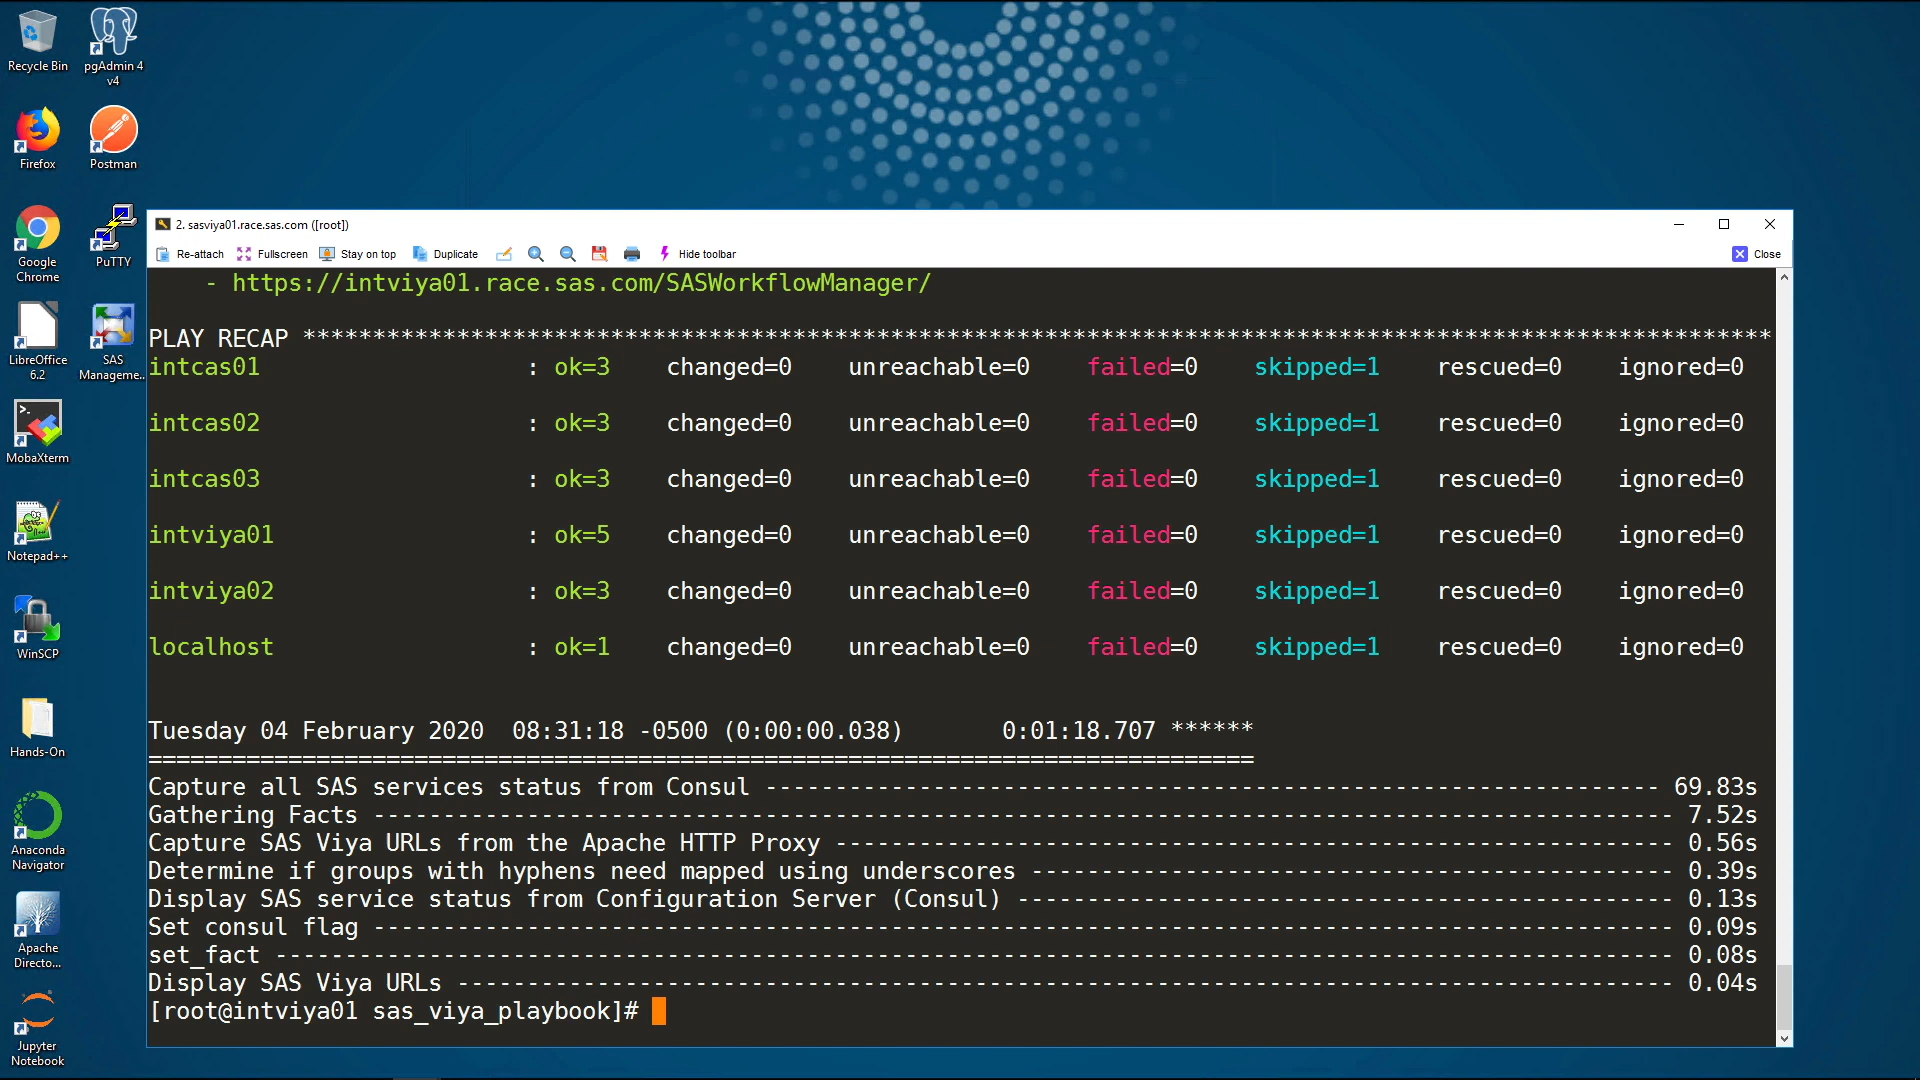 Recycle Bin
pgAdmin 4
v4
Firefox
Postman
Google
Chrome
PuTTY
LibreOffice
6.2
SAS
Manageme..
MobaXterm
Notepad++
WinSCP
Hands-On
Anaconda
Navigator
Apache
Directo...
Jupyter
Notebook
2. sasviya01.race.sas.com ([root])
Re-attach Fullscreen Stay on top Duplicate Hide toolbar Close
- https://intviya01.race.sas.com/SASWorkflowManager/
PLAY RECAP *********************************************************************************************************
intcas01 : ok=3 changed=0 unreachable=0 failed=0 skipped=1 rescued=0 ignored=0
intcas02 : ok=3 changed=0 unreachable=0 failed=0 skipped=1 rescued=0 ignored=0
intcas03 : ok=3 changed=0 unreachable=0 failed=0 skipped=1 rescued=0 ignored=0
intviya01 : ok=5 changed=0 unreachable=0 failed=0 skipped=1 rescued=0 ignored=0
intviya02 : ok=3 changed=0 unreachable=0 failed=0 skipped=1 rescued=0 ignored=0
localhost : ok=1 changed=0 unreachable=0 failed=0 skipped=1 rescued=0 ignored=0
Tuesday 04 February 2020 08:31:18 -0500 (0:00:00.038) 0:01:18.707 ******
===============================================================================
Capture all SAS services status from Consul ---------------------------------------------------------------- 69.83s
Gathering Facts --------------------------------------------------------------------------------------------- 7.52s
Capture SAS Viya URLs from the Apache HTTP Proxy ------------------------------------------------------------ 0.56s
Determine if groups with hyphens need mapped using underscores ---------------------------------------------- 0.39s
Display SAS service status from Configuration Server (Consul) ----------------------------------------------- 0.13s
Set consul flag --------------------------------------------------------------------------------------------- 0.09s
set_fact ---------------------------------------------------------------------------------------------------- 0.08s
Display SAS Viya URLs --------------------------------------------------------------------------------------- 0.04s
[root@intviya01 sas_viya_playbook]#